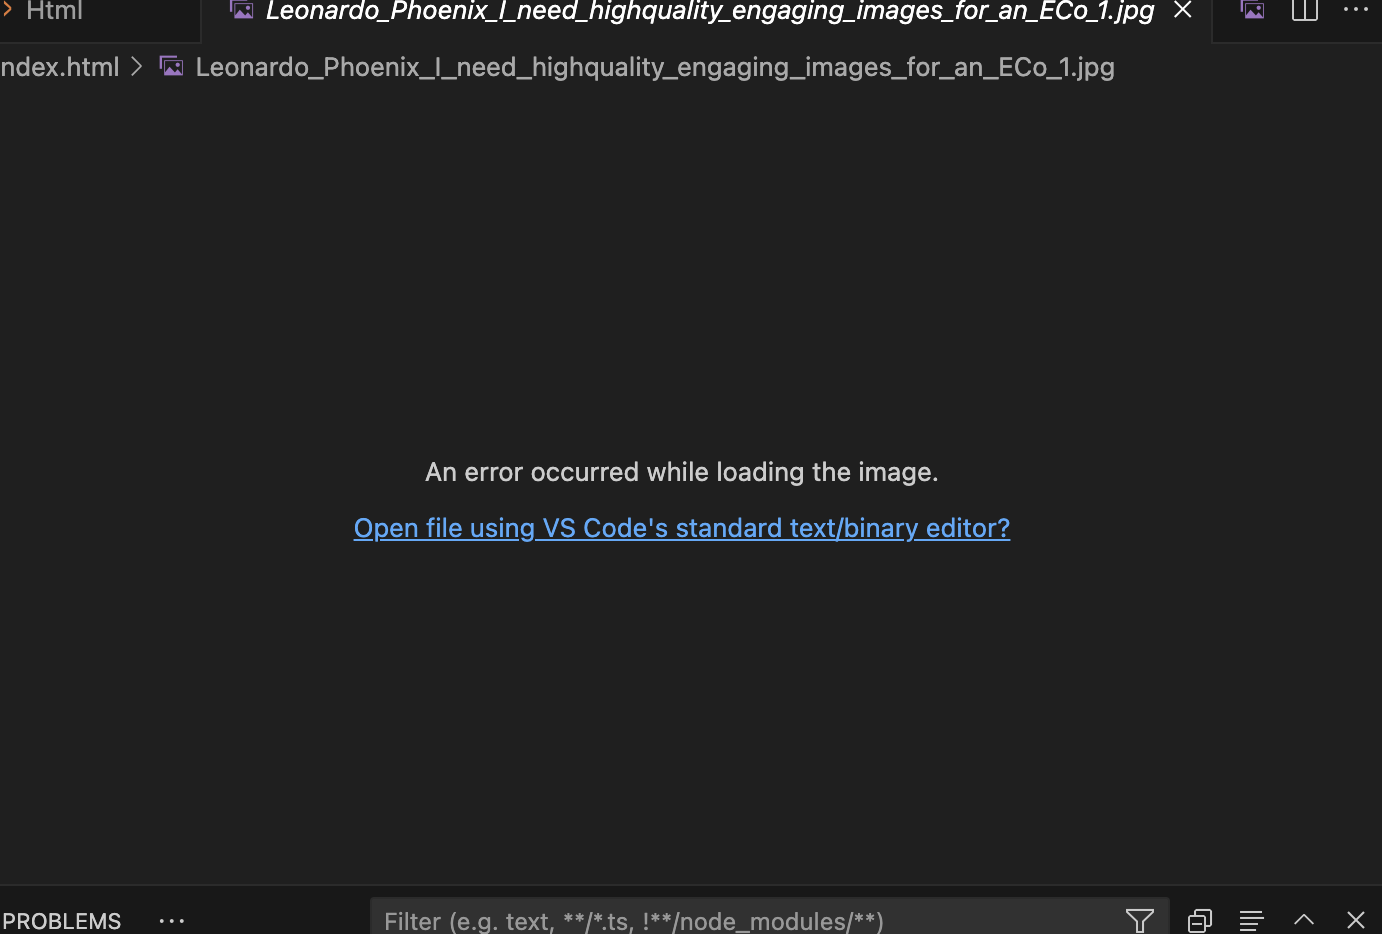 Html
Leonardo_Phoenix_I_need_highquality_engaging_images_for_an_ECo_1.jpg
ndex.html > Leonardo_Phoenix_I_need_highquality_engaging_images_for_an_ECo_1.jpg
An error occurred while loading the image.
Open file using VS Code's standard text/binary editor?
PROBLEMS
Filter (e.g. text, **/*.ts, !**/node_modules/**)